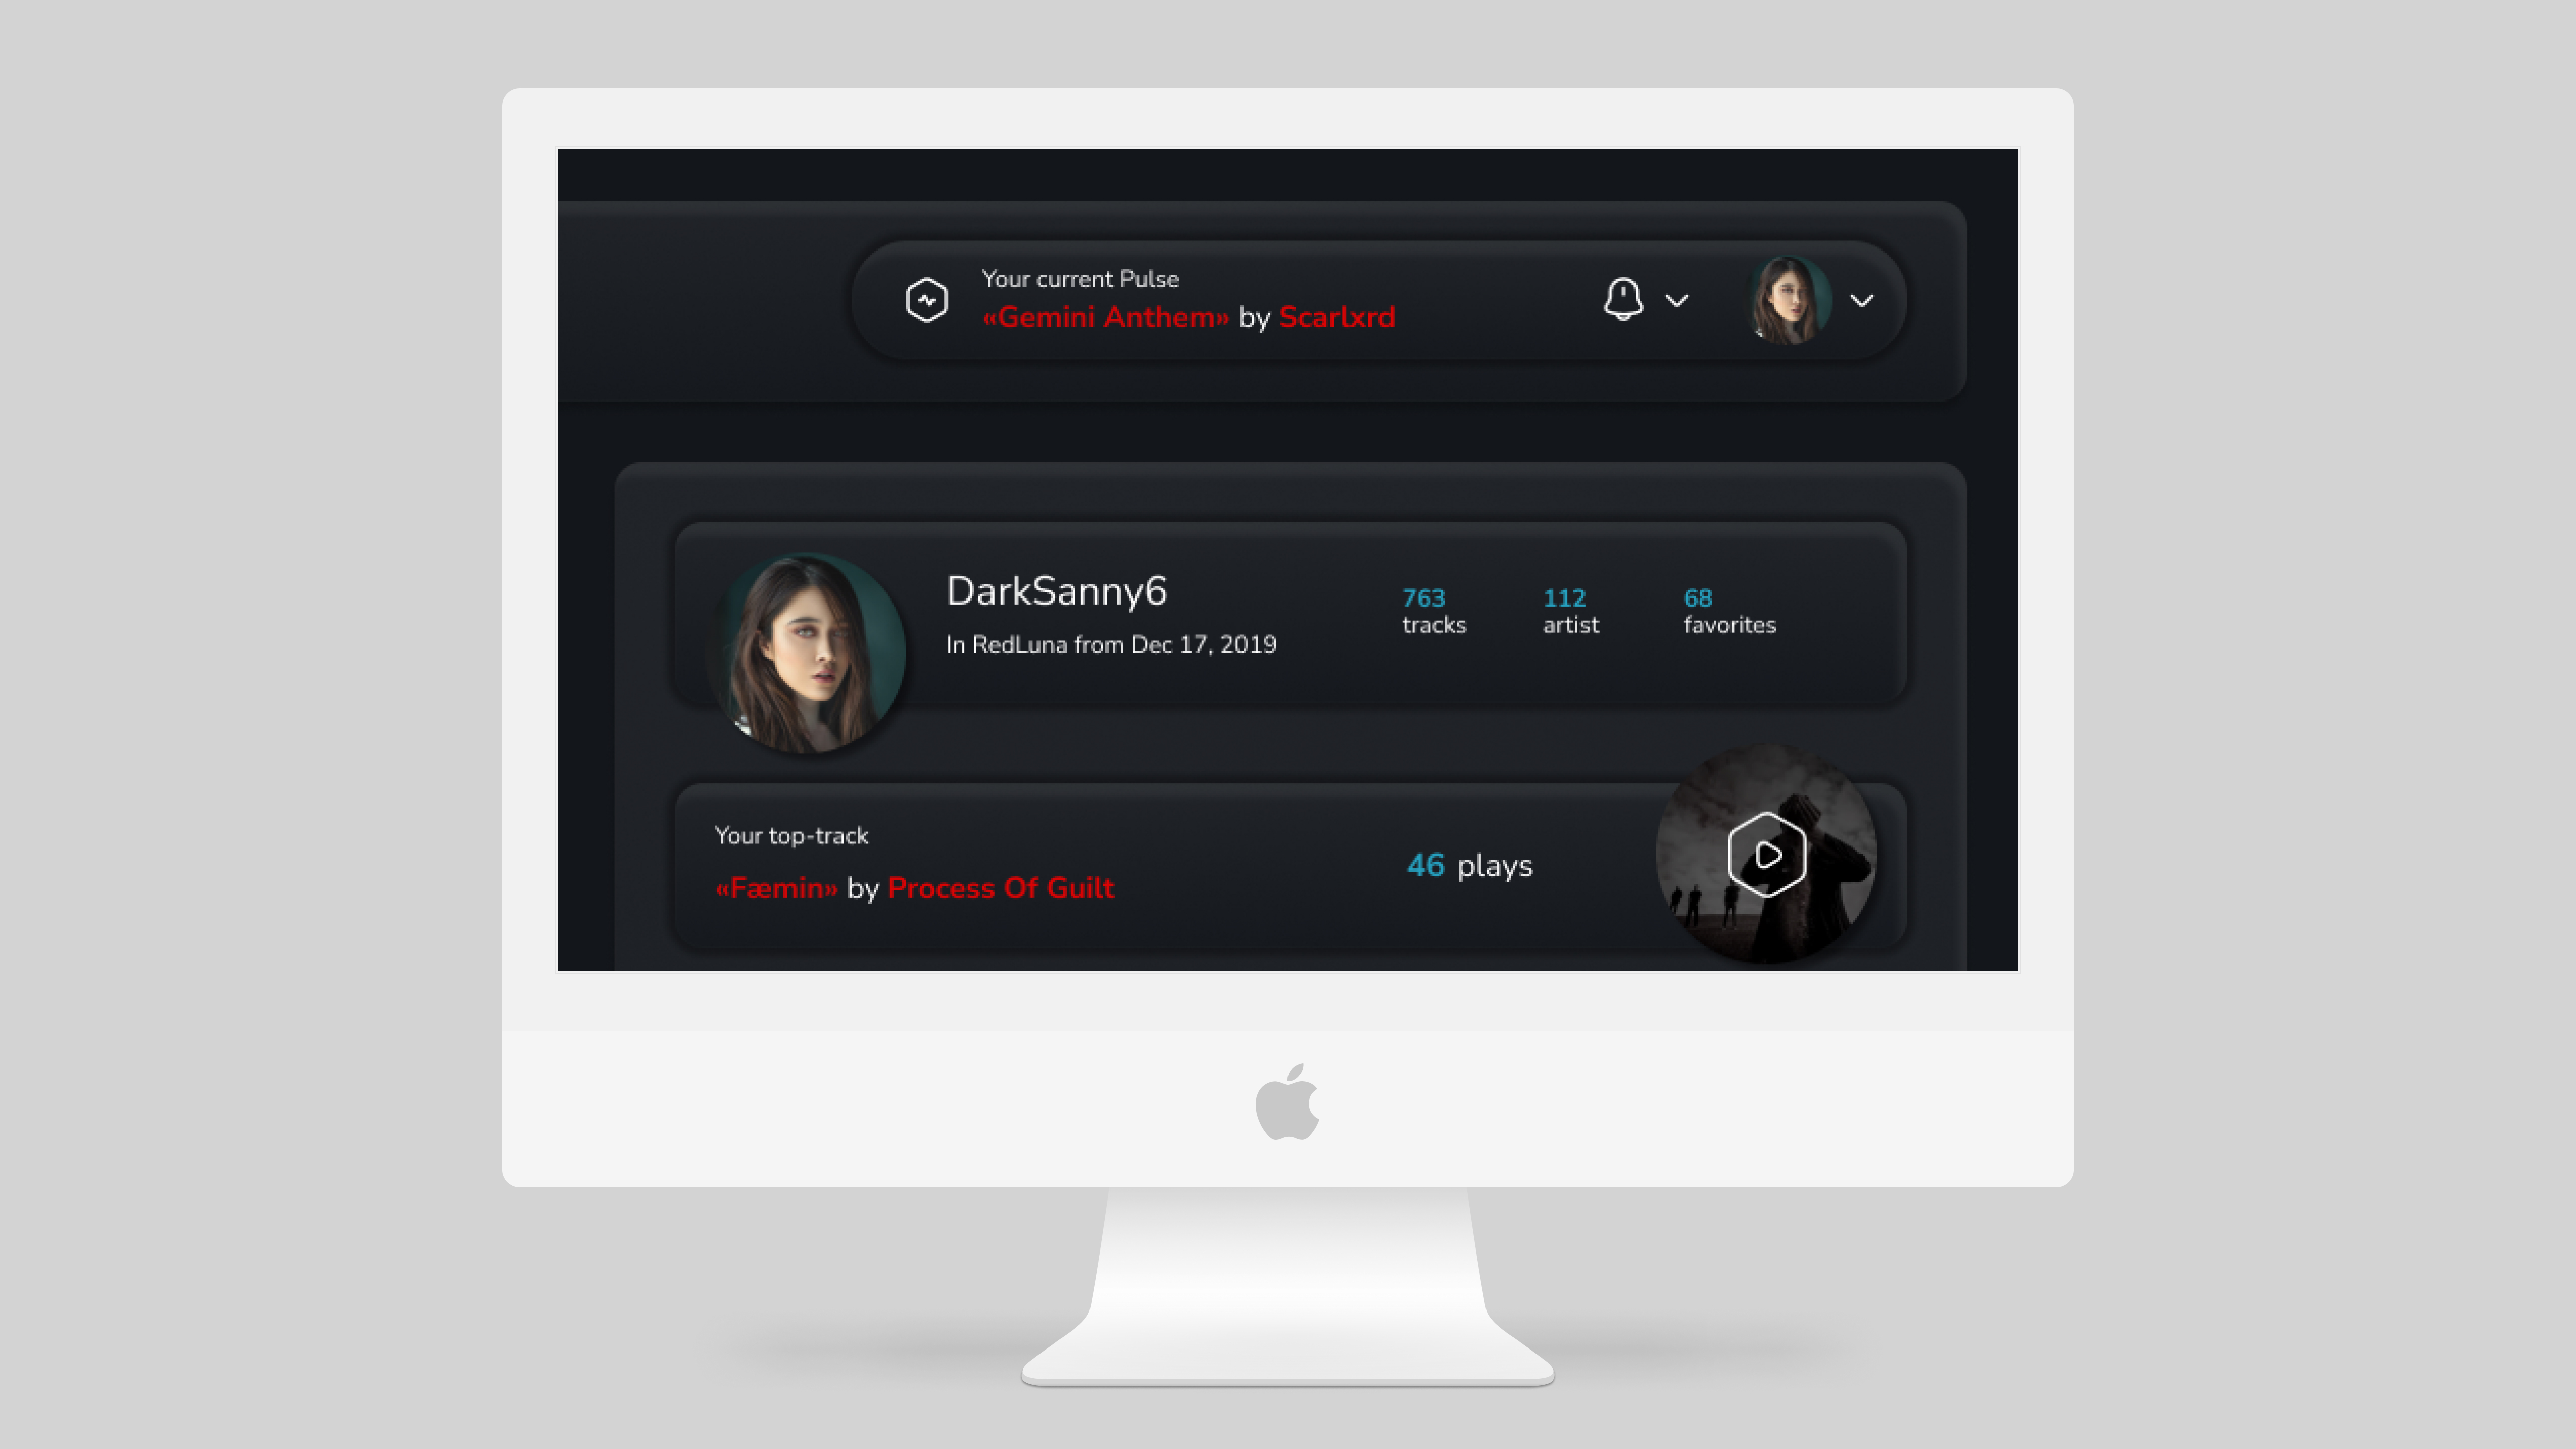 Your current Pulse
«Gemini Anthem» by Scarlxrd
DarkSanny6
In RedLuna from Dec 17, 2019
763
tracks
112
artist
68
favorites
Your top-track
«Fæmin» by Process Of Guilt
46 plays